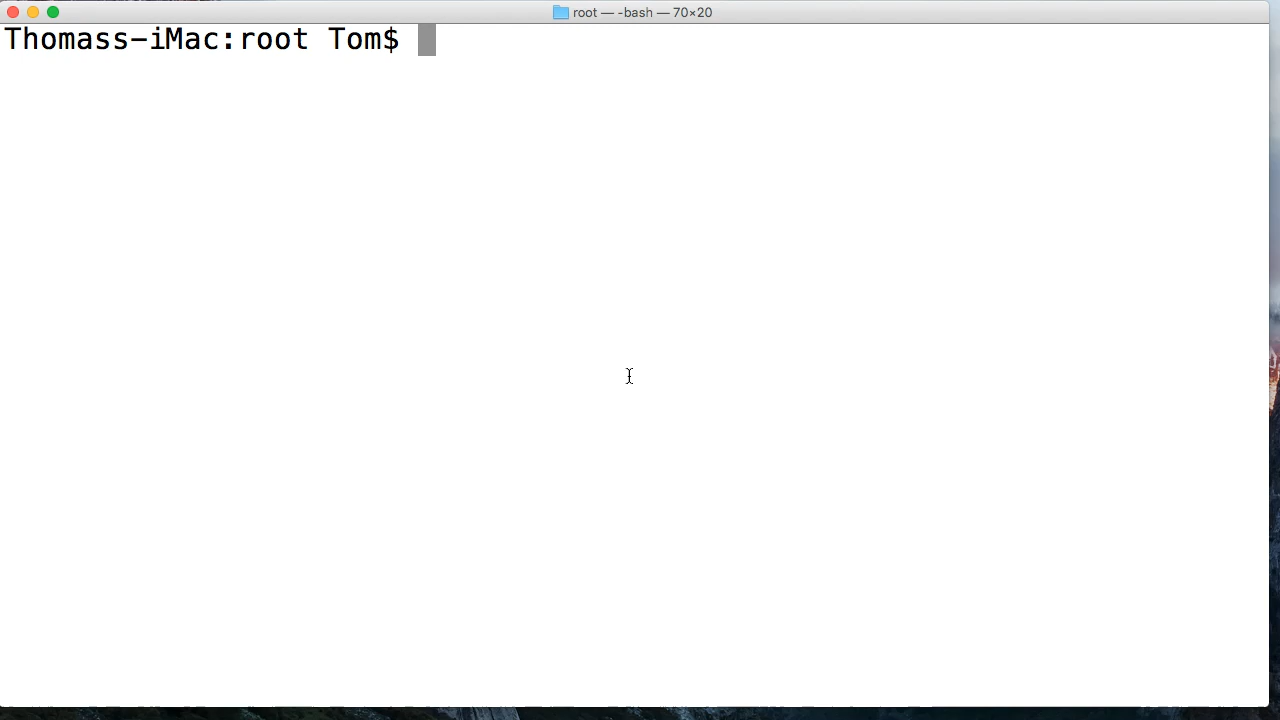 root — -bash — 70×20
Thomass-iMac:root Tom$